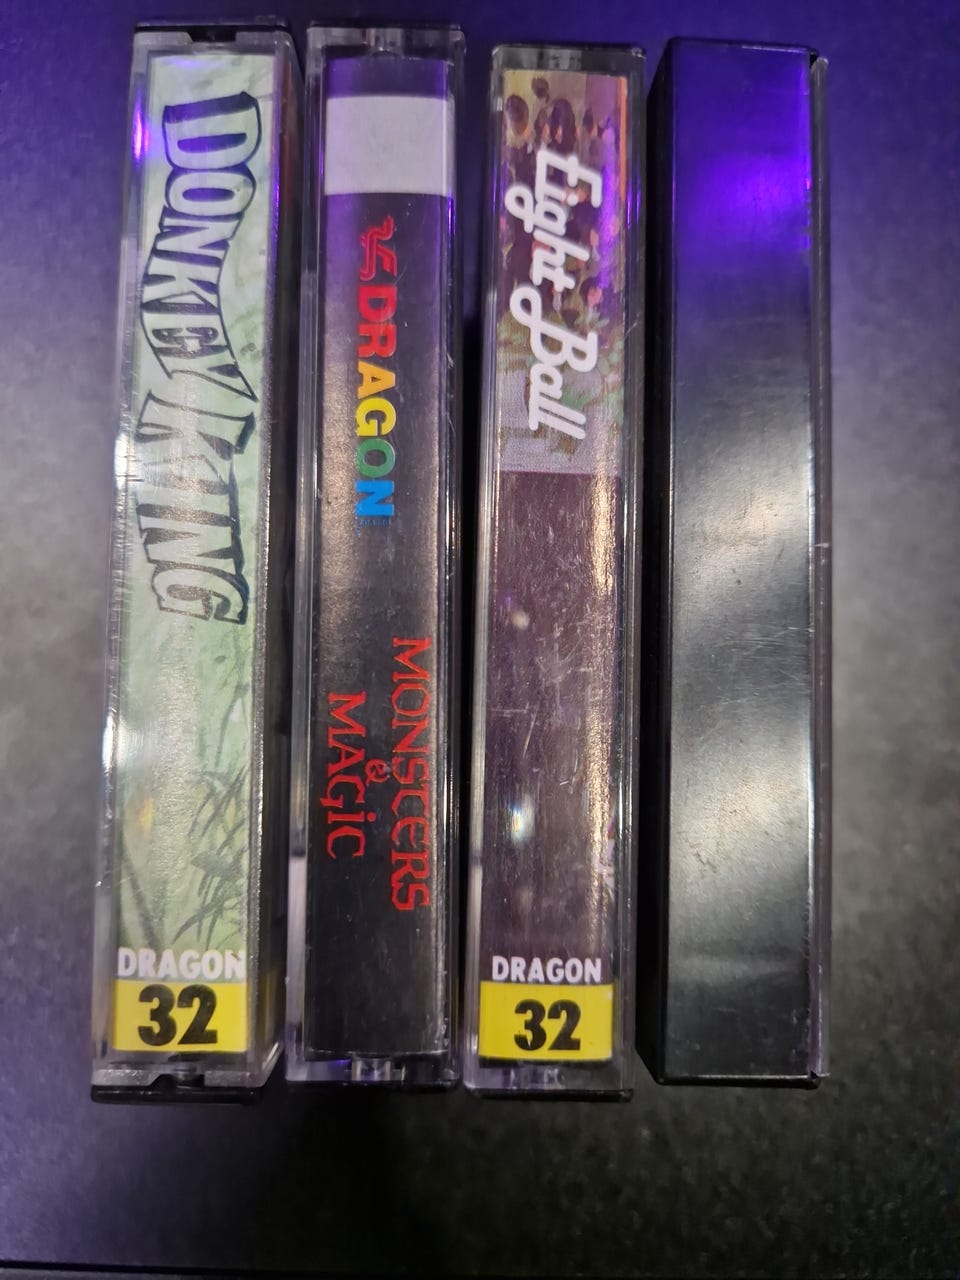 DONKEY KING
DRAGON
32
DRAGON
MONSTERS
&
MAGIC
Eight Ball
DRAGON
32